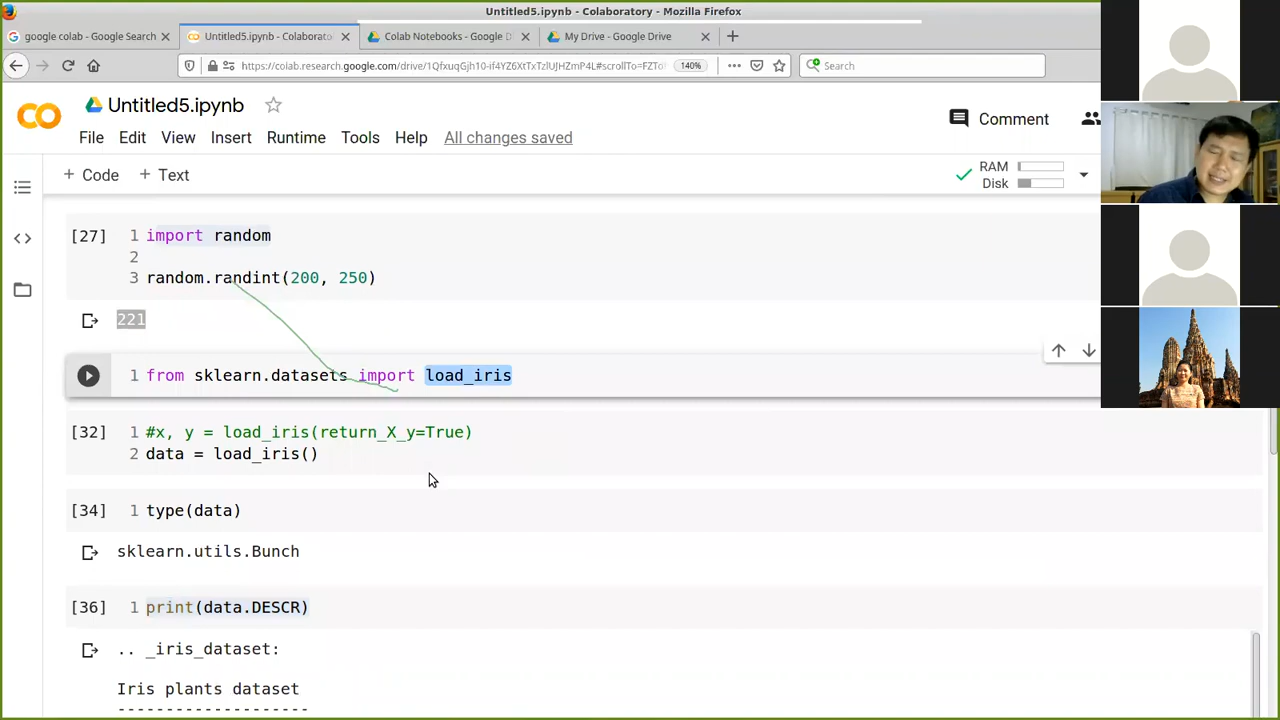 Untitled5.ipynb - Colaboratory - Mozilla Firefox
google colab - Google Search
Untitled5.ipynb - Colaborato
Colab Notebooks - Google D
My Drive - Google Drive
https://colab.research.google.com/drive/1QfxuqGjh10-if4YZ6XtTxTzlUJHZmP4L#scrollTo=FZTo
140%
Search
Untitled5.ipynb
File Edit View Insert Runtime Tools Help All changes saved
Comment
+ Code + Text
RAM
Disk
[27] 1 import random
2
3 random.randint(200, 250)
221
1 from sklearn.datasets import load_iris
[32] 1 #x, y = load_iris(return_X_y=True)
2 data = load_iris()
[34] 1 type(data)
sklearn.utils.Bunch
[36] 1 print(data.DESCR)
.. _iris_dataset:
Iris plants dataset
--------------------